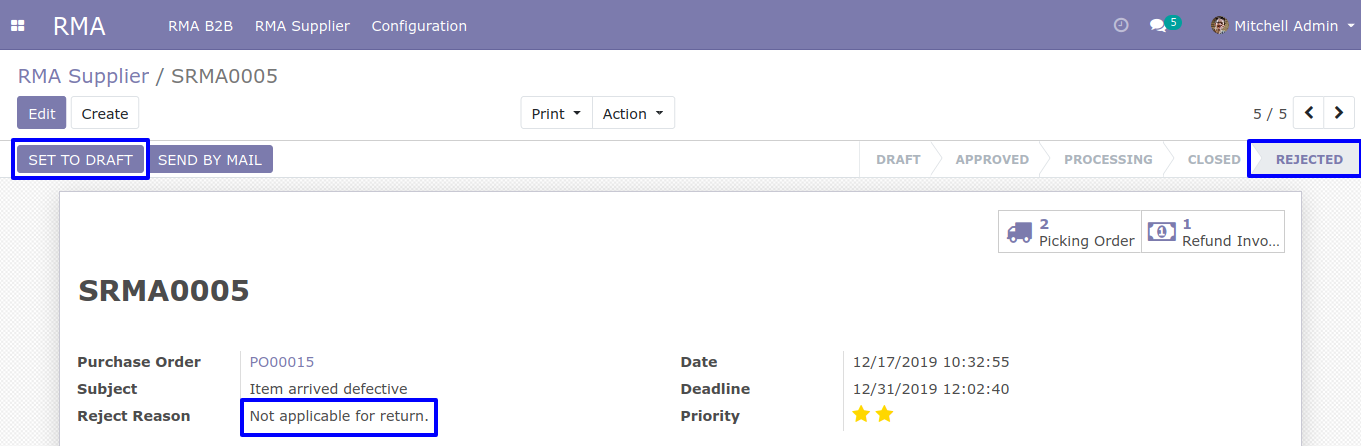 RMA RMA B2B RMA Supplier Configuration 5 Mitchell Admin
RMA Supplier / SRMA0005
Edit Create Print Action 5 / 5
SET TO DRAFT SEND BY MAIL DRAFT APPROVED PROCESSING CLOSED REJECTED
2 1
Picking Order Refund Invo...
SRMA0005
Purchase Order PO00015 Date 12/17/2019 10:32:55
Subject Item arrived defective Deadline 12/31/2019 12:02:40
Reject Reason Not applicable for return. Priority